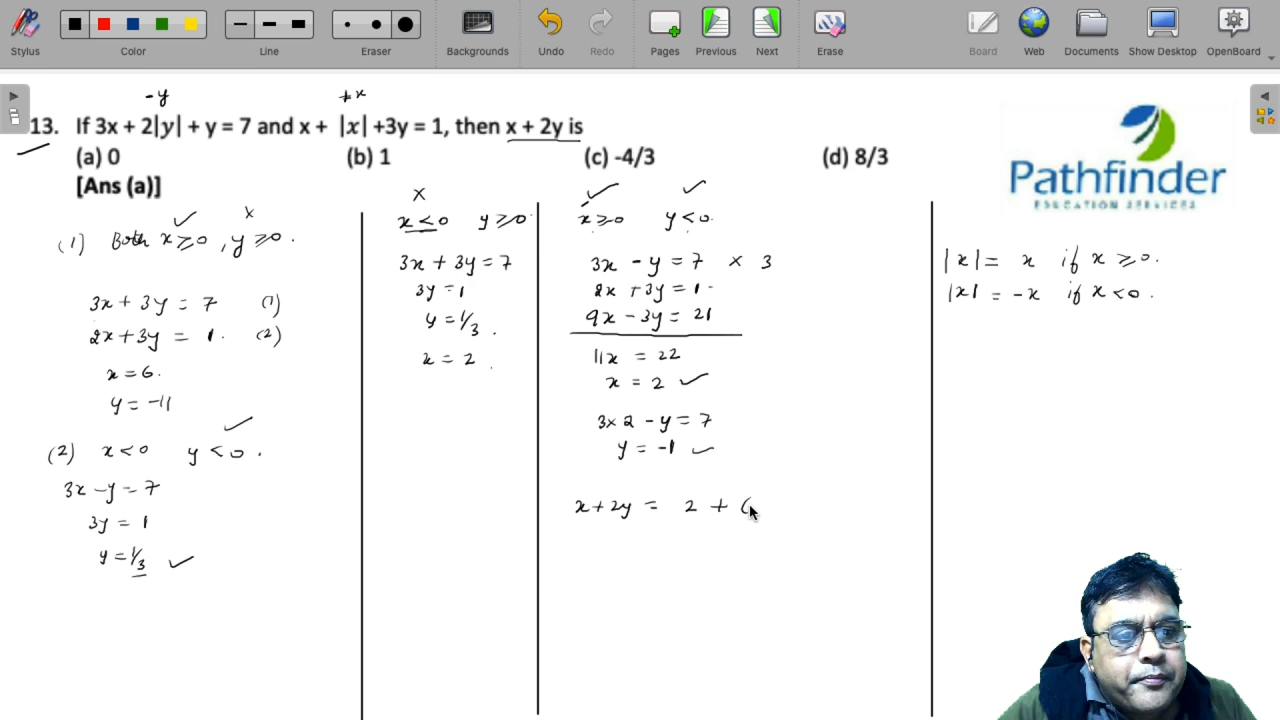 Stylus
Color
Line
Eraser
Backgrounds
Undo
Redo
Pages
Previous
Next
Erase
Board
Web
Documents
Show Desktop
OpenBoard
-y
+x
13. If 3x + 2|y| + y = 7 and x + |x| +3y = 1, then x + 2y is
(a) 0 (b) 1 (c) -4/3 (d) 8/3
[Ans (a)]
Pathfinder
EDUCATION SERVICES
(1) Both x ≥ 0, y ≥ 0.
3x + 3y = 7 (1)
2x + 3y = 1. (2)
x = 6.
y = -11
(2) x < 0 y < 0.
3x - y = 7
3y = 1
y = 1/3
x < 0 y ≥ 0.
3x + 3y = 7
3y = 1
y = 1/3.
x = 2.
x ≥ 0 y < 0.
3x - y = 7 × 3
2x + 3y = 1
9x - 3y = 21
11x = 22
x = 2
3 × 2 - y = 7
y = -1
x + 2y = 2 + (
|x| = x if x ≥ 0.
|x| = -x if x < 0.